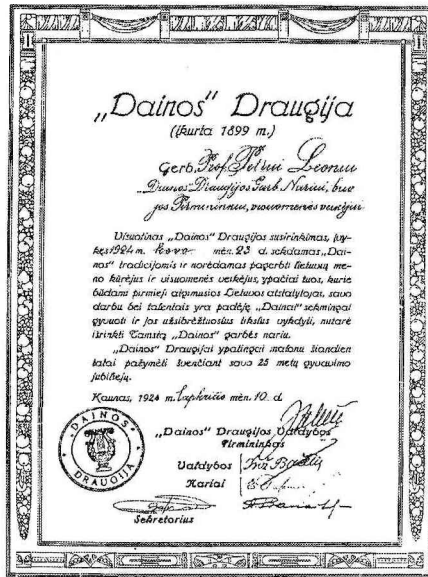 „Dainos" Draugija
(įkurta 1899 m.)
Gerb. Prof. Petrui Leonui
„Dainos" Draugijos Garb. Nariui, buv.
jos Pirmininkui, visuomenės veikėjui
Visuotinas „Dainos" Draugijos susirinkimas, įvy-
kęs 1924 m. kovo mėn. 23 d. sekdamas „Dai-
nos" tradicijomis ir norėdamas pagerbti lietuvių me-
no kūrėjus ir visuomenės veikėjus, ypačiai tuos, kurie
būdami pirmieji atgimusios Lietuvos atstatytojai, savo
darbu bei talentais yra padėję „Dainai" sėkmingai
gyvuoti ir jos užsibrėžtuosius tikslus vykdyti, nutarė
išrinkti Tamstą „Dainos" garbės nariu.
„Dainos" Draugijai ypatingai malonu šiandien
tatai pažymėti švenčiant savo 25 metų gyvavimo
jubiliejų.
Kaunas, 1924 m. lapkričio mėn. 10 d.
„Dainos" Draugijos Valdybos
Pirmininkas
Valdybos
Nariai
Sekretorius
DAINOS
DRAUGIJA